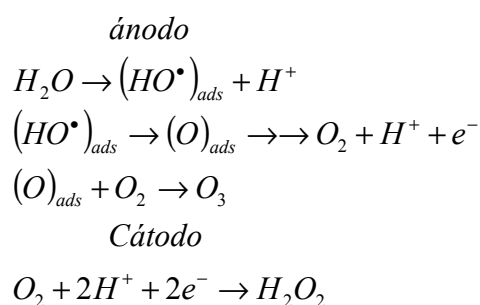 ánodo
H₂O → (HO•)ads + H⁺
(HO•)ads → (O)ads →→ O₂ + H⁺ + e⁻
(O)ads + O₂ → O₃
Cátodo
O₂ + 2H⁺ + 2e⁻ → H₂O₂